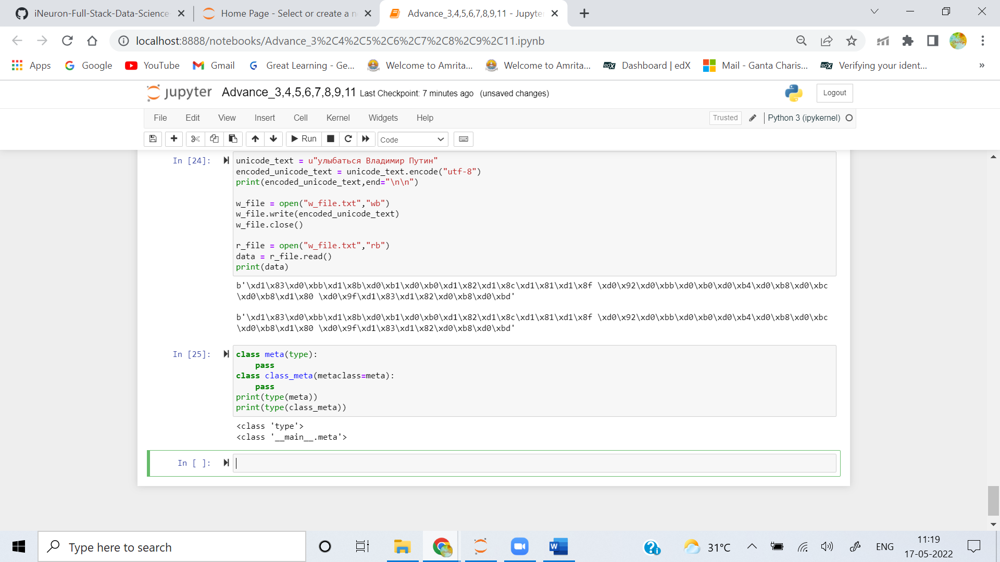 iNeuron-Full-Stack-Data-Science
Home Page - Select or create a n
Advance_3,4,5,6,7,8,9,11 - Jupyter
localhost:8888/notebooks/Advance_3%2C4%2C5%2C6%2C7%2C8%2C9%2C11.ipynb
Apps Google YouTube Gmail Great Learning - Ge... Welcome to Amrita... Welcome to Amrita... Dashboard | edX Mail - Ganta Charis... Verifying your ident... »
jupyter Advance_3,4,5,6,7,8,9,11 Last Checkpoint: 7 minutes ago (unsaved changes) Logout
File Edit View Insert Cell Kernel Widgets Help Trusted Python 3 (ipykernel)
Run Code
In [24]:
unicode_text = u"улыбаться Владимир Путин"
encoded_unicode_text = unicode_text.encode("utf-8")
print(encoded_unicode_text,end="\n\n")
w_file = open("w_file.txt","wb")
w_file.write(encoded_unicode_text)
w_file.close()
r_file = open("w_file.txt","rb")
data = r_file.read()
print(data)
b'\xd1\x83\xd0\xbb\xd1\x8b\xd0\xb1\xd0\xb0\xd1\x82\xd1\x8c\xd1\x81\xd1\x8f \xd0\x92\xd0\xbb\xd0\xb0\xd0\xb4\xd0\xb8\xd0\xbc
\xd0\xb8\xd1\x80 \xd0\x9f\xd1\x83\xd1\x82\xd0\xb8\xd0\xbd'
b'\xd1\x83\xd0\xbb\xd1\x8b\xd0\xb1\xd0\xb0\xd1\x82\xd1\x8c\xd1\x81\xd1\x8f \xd0\x92\xd0\xbb\xd0\xb0\xd0\xb4\xd0\xb8\xd0\xbc
\xd0\xb8\xd1\x80 \xd0\x9f\xd1\x83\xd1\x82\xd0\xb8\xd0\xbd'
In [25]:
class meta(type):
    pass
class class_meta(metaclass=meta):
    pass
print(type(meta))
print(type(class_meta))
<class 'type'>
<class '__main__.meta'>
In [ ]:
Type here to search
31°C
ENG
11:19
17-05-2022